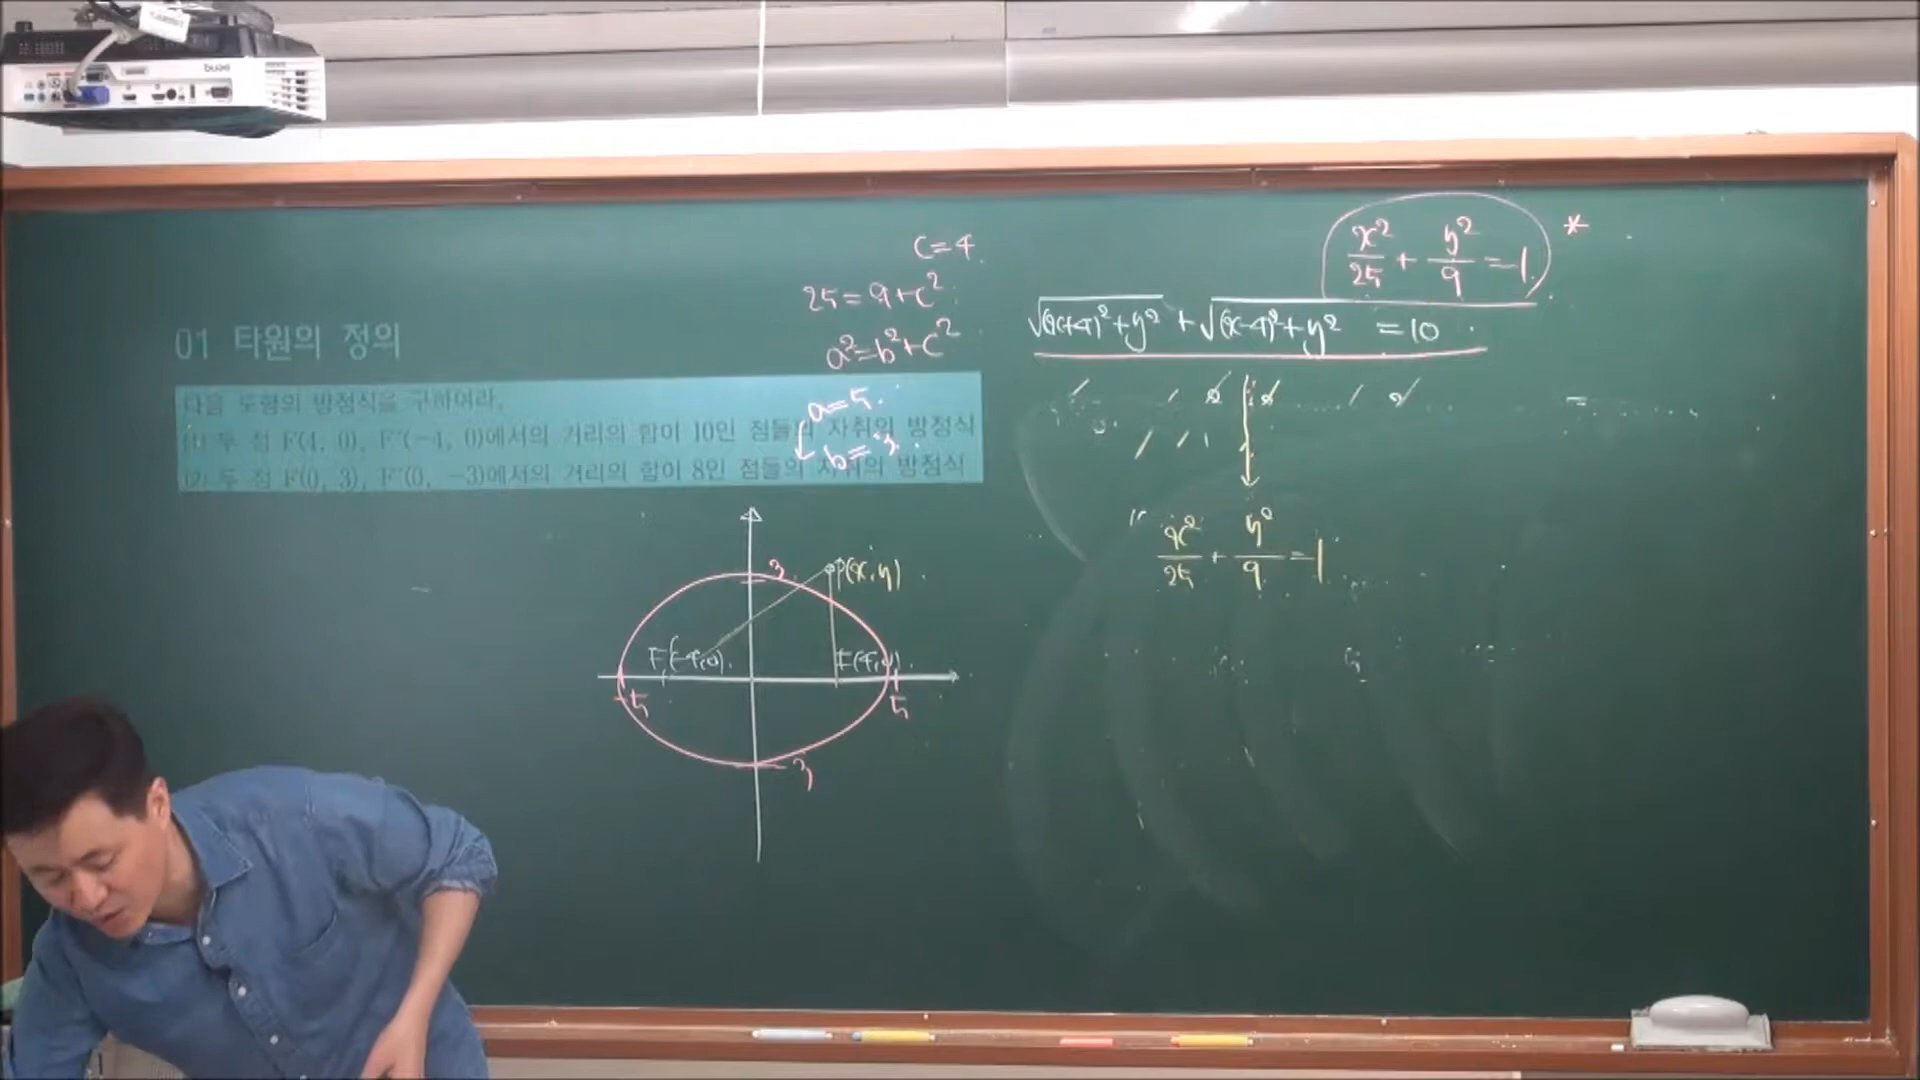 BenQ
01 타원의 정의
다음 도형의 방정식을 구하여라.
(1) 두 점 F(4, 0), F'(-4, 0)에서의 거리의 합이 10인 점들의 자취의 방정식
(2) 두 점 F(0, 3), F'(0, -3)에서의 거리의 합이 8인 점들의 자취의 방정식
c=4
25=9+c²
a²=b²+c²
a=5
b=3
x²/25 + y²/9 = 1 *
√(x+4)²+y² + √(x-4)²+y² = 10
x²/25 + y²/9 = 1
3
P(x, y)
F'(-4,0)
F(4,0)
-5
5
-3